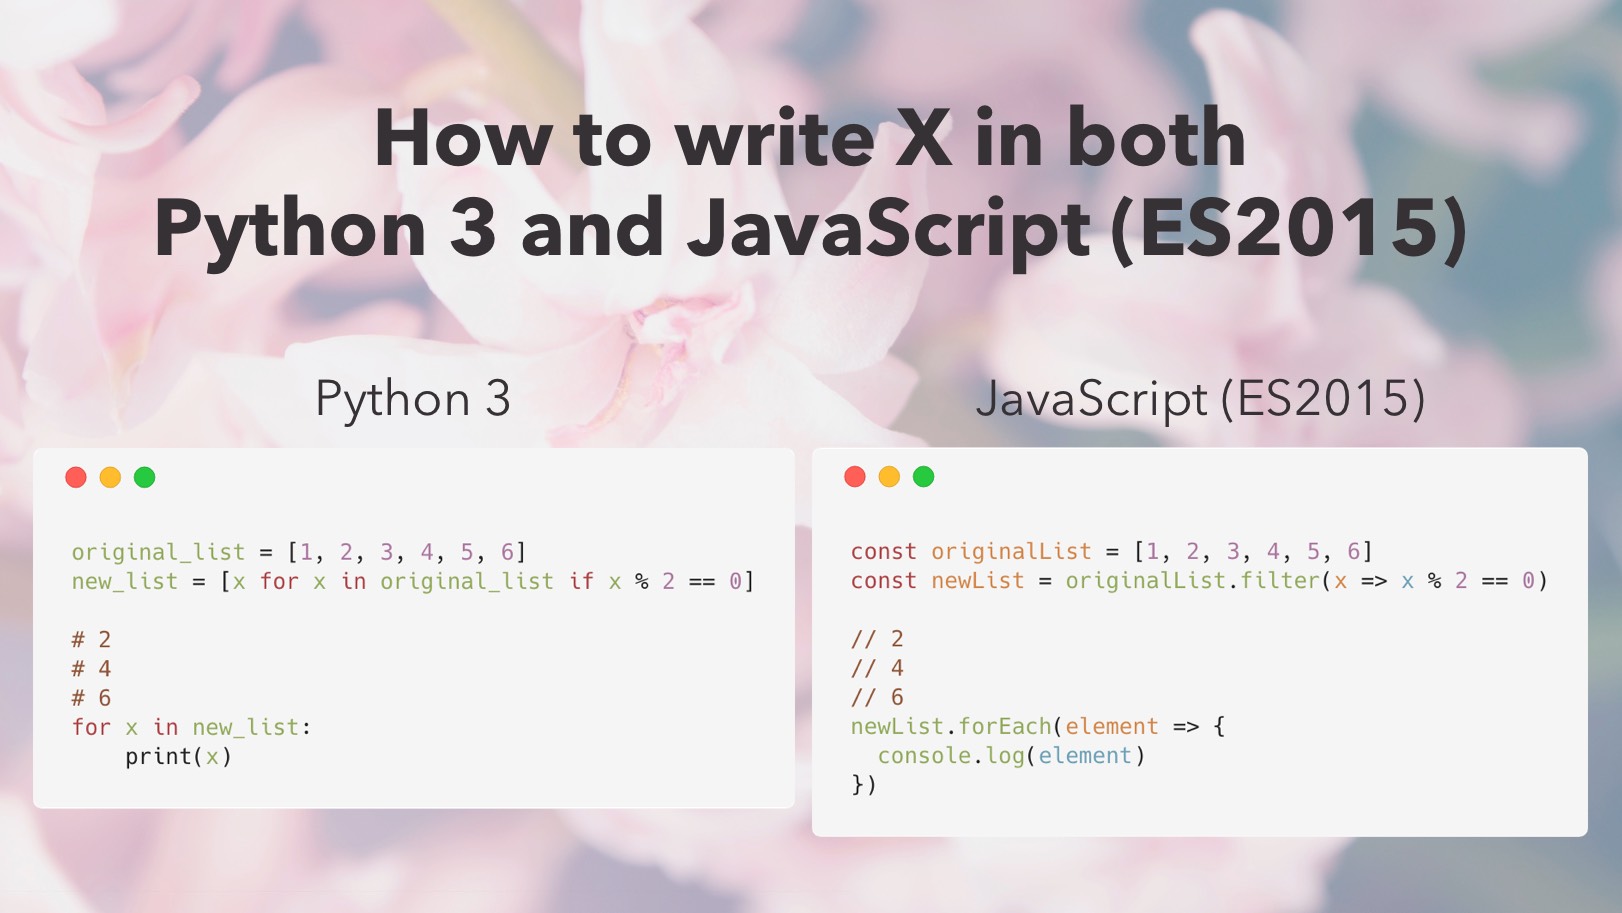 How to write X in both
Python 3 and JavaScript (ES2015)
Python 3
original_list = [1, 2, 3, 4, 5, 6]
new_list = [x for x in original_list if x % 2 == 0]
# 2
# 4
# 6
for x in new_list:
    print(x)
JavaScript (ES2015)
const originalList = [1, 2, 3, 4, 5, 6]
const newList = originalList.filter(x => x % 2 == 0)
// 2
// 4
// 6
newList.forEach(element => {
  console.log(element)
})